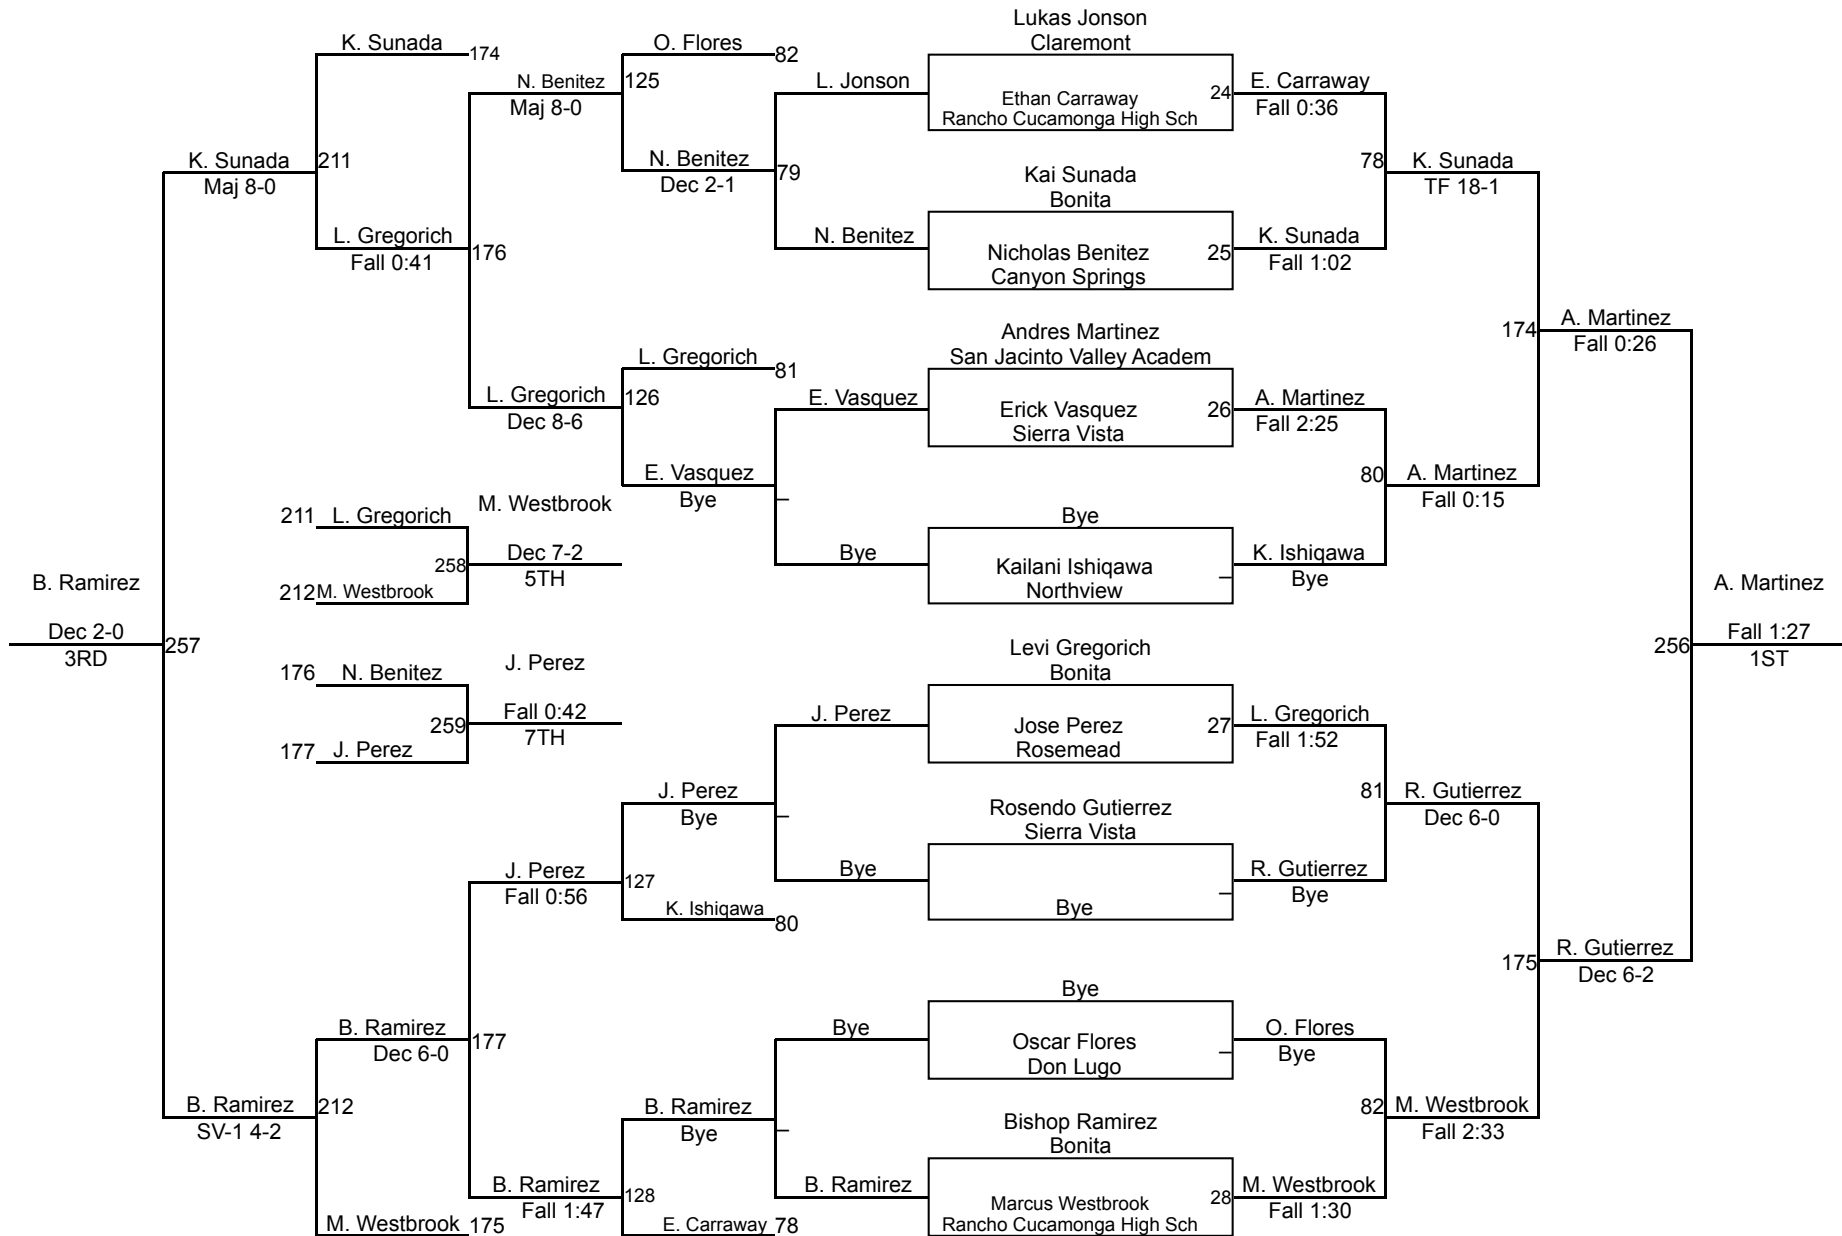 Lukas Jonson
Claremont
K. Sunada
174
O. Flores
82
N. Benitez
125
Maj 8-0
L. Jonson
Ethan Carraway
Rancho Cucamonga High Sch
24
E. Carraway
Fall 0:36
K. Sunada
Maj 8-0
211
N. Benitez
Dec 2-1
79
Kai Sunada
Bonita
78
K. Sunada
TF 18-1
L. Gregorich
Fall 0:41
176
N. Benitez
Nicholas Benitez
Canyon Springs
25
K. Sunada
Fall 1:02
Andres Martinez
San Jacinto Valley Academ
174
A. Martinez
Fall 0:26
L. Gregorich
81
L. Gregorich
Dec 8-6
126
E. Vasquez
Erick Vasquez
Sierra Vista
26
A. Martinez
Fall 2:25
E. Vasquez
Bye
80
A. Martinez
Fall 0:15
211
L. Gregorich
M. Westbrook
Bye
258
Dec 7-2
5TH
Bye
Kailani Ishiqawa
Northview
K. Ishiqawa
Bye
212
M. Westbrook
B. Ramirez
Dec 2-0
3RD
257
A. Martinez
256
Fall 1:27
1ST
176
N. Benitez
J. Perez
Levi Gregorich
Bonita
259
Fall 0:42
7TH
177
J. Perez
J. Perez
Jose Perez
Rosemead
27
L. Gregorich
Fall 1:52
J. Perez
Bye
Rosendo Gutierrez
Sierra Vista
81
R. Gutierrez
Dec 6-0
J. Perez
Fall 0:56
127
K. Ishiqawa
80
Bye
Bye
R. Gutierrez
Bye
175
R. Gutierrez
Dec 6-2
Bye
B. Ramirez
Dec 6-0
177
Bye
Oscar Flores
Don Lugo
O. Flores
Bye
B. Ramirez
SV-1 4-2
212
B. Ramirez
Bye
Bishop Ramirez
Bonita
82
M. Westbrook
Fall 2:33
B. Ramirez
Fall 1:47
128
B. Ramirez
Marcus Westbrook
Rancho Cucamonga High Sch
28
M. Westbrook
Fall 1:30
M. Westbrook
175
E. Carraway
78